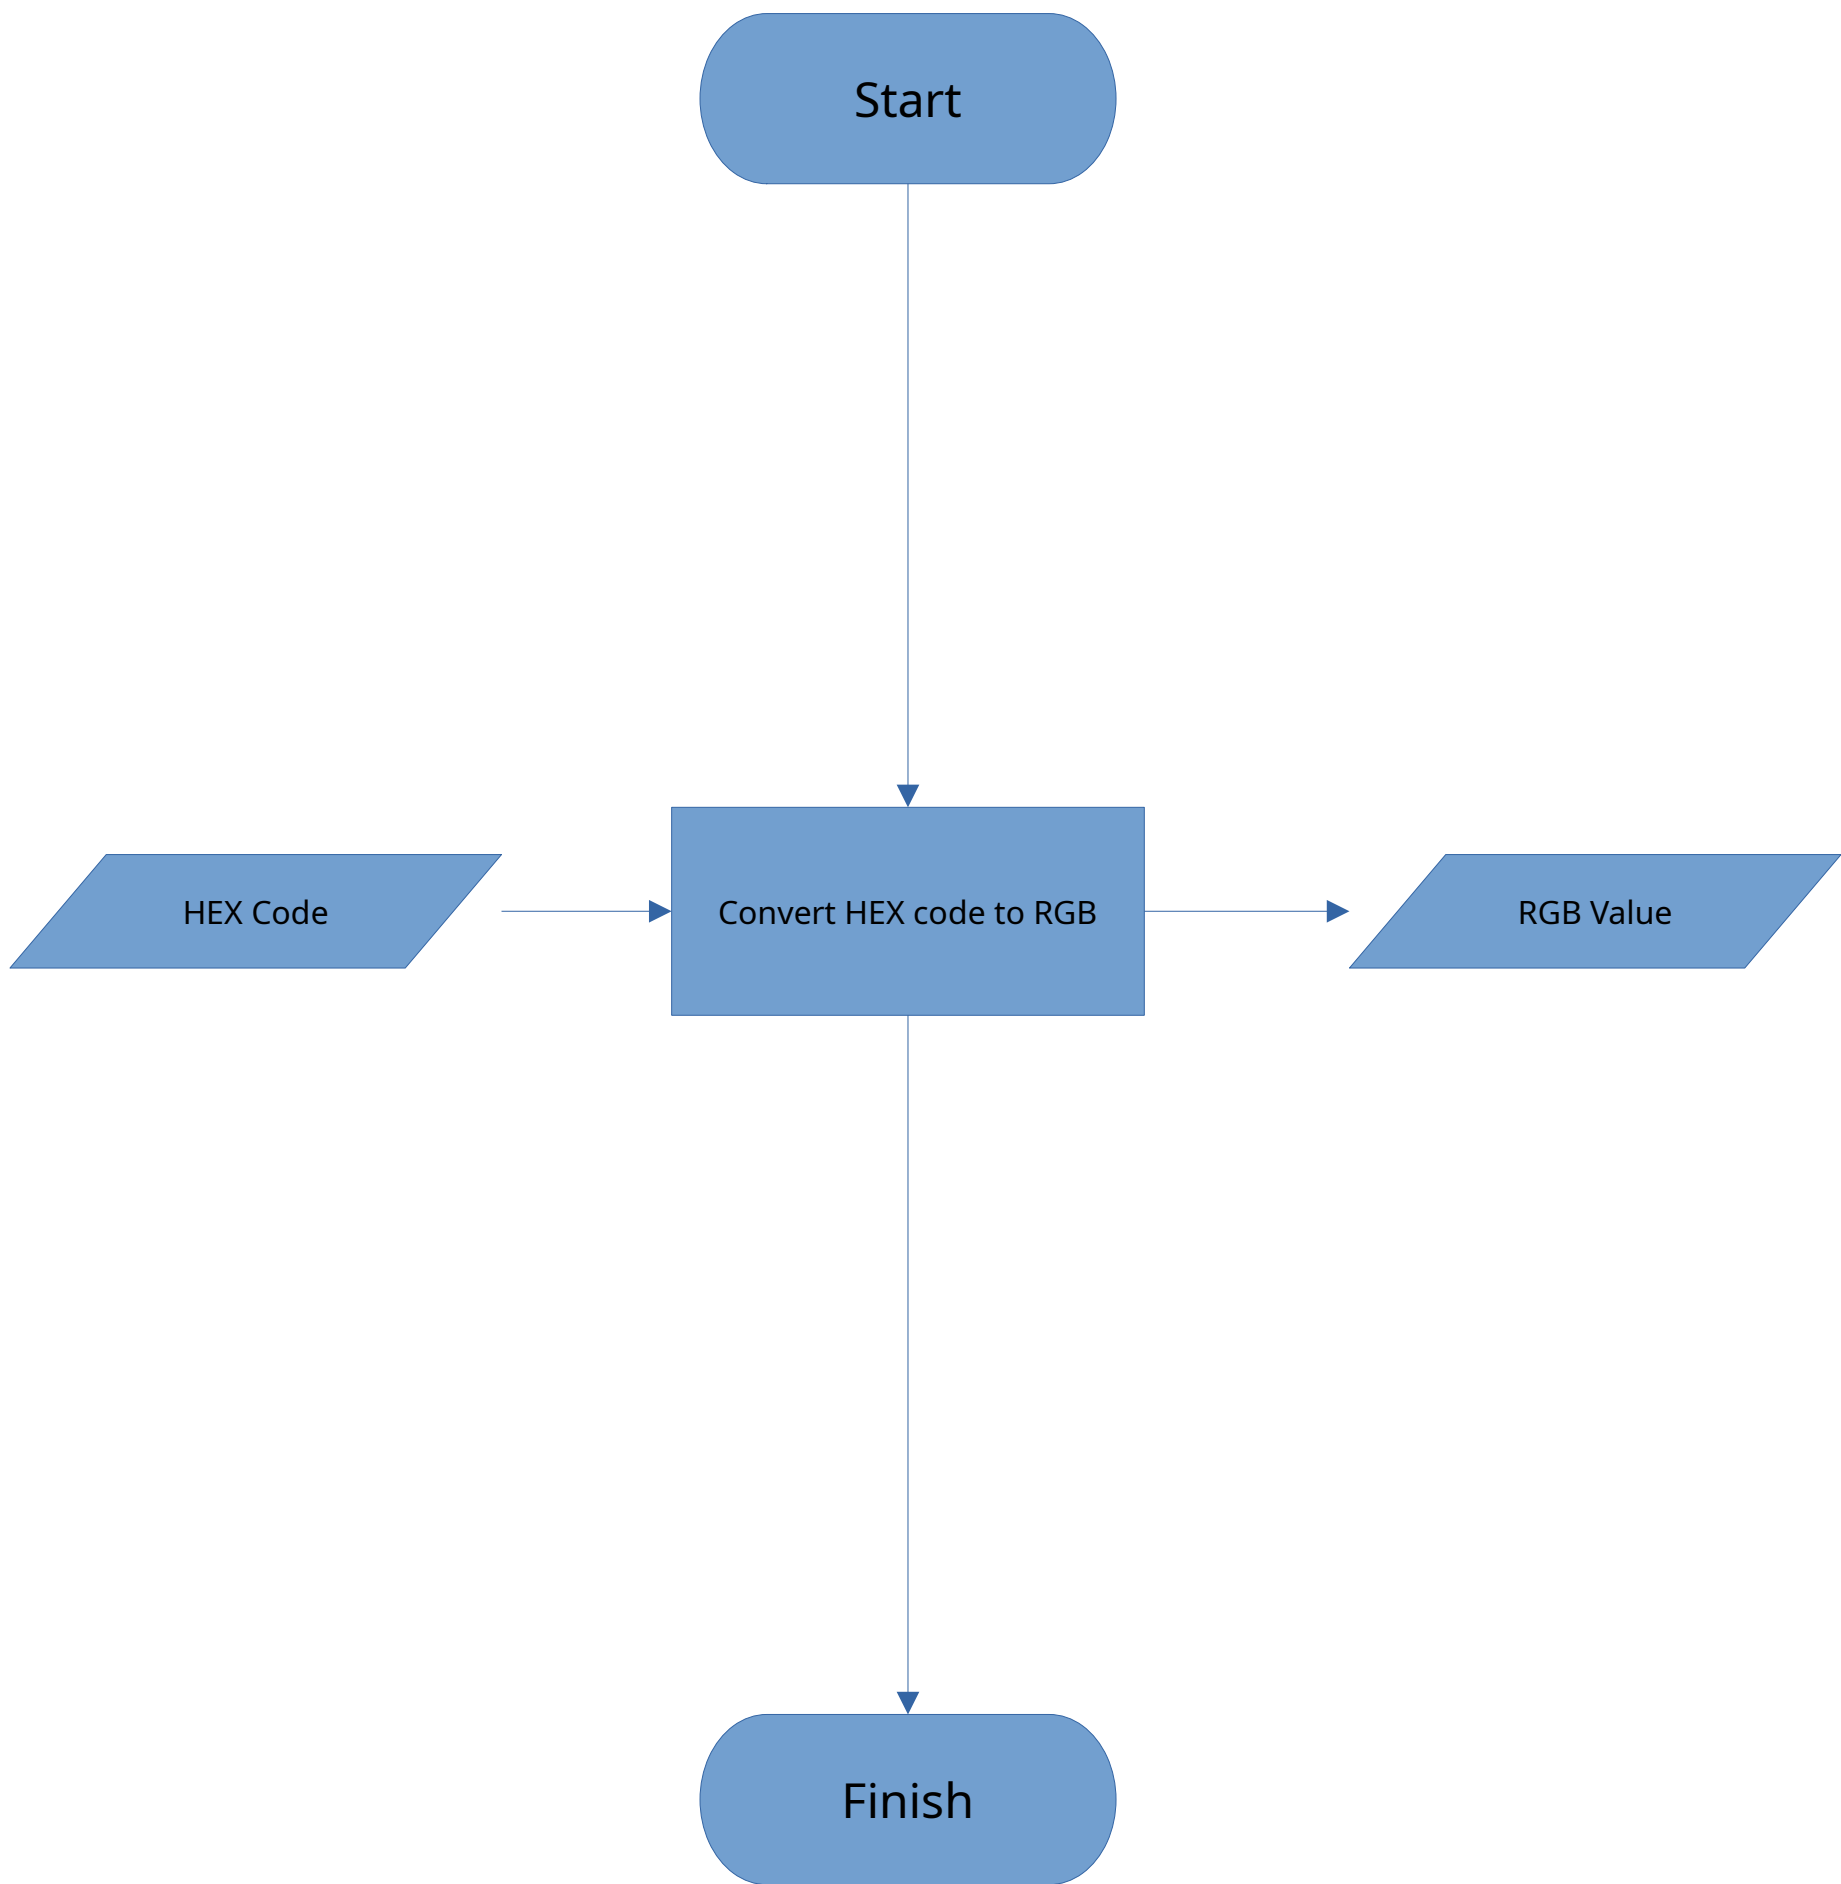 Start
HEX Code
Convert HEX code to RGB
RGB Value
Finish